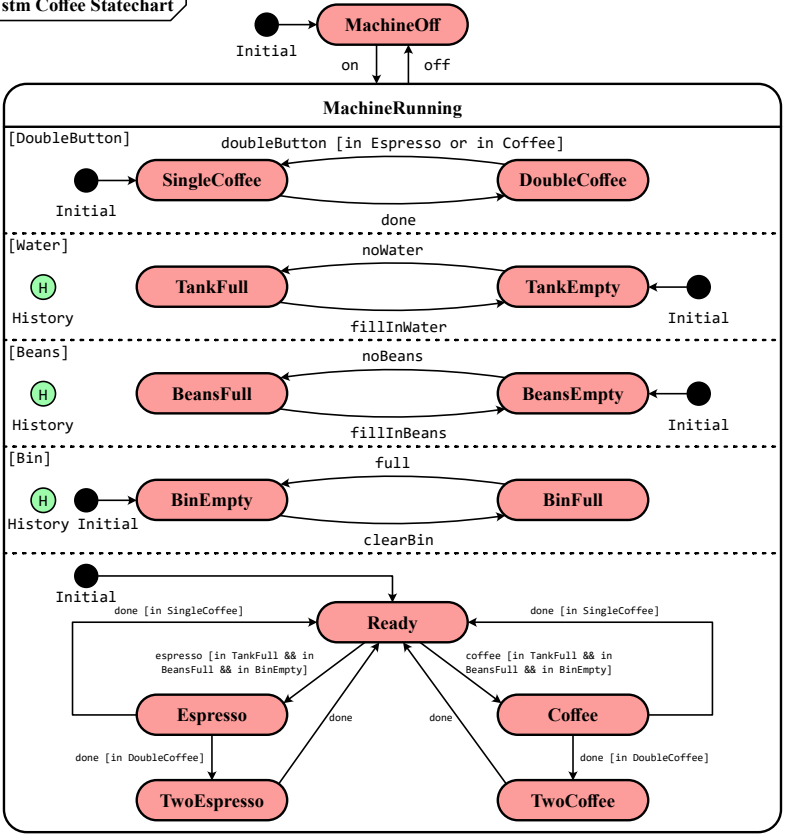 stm Coffee Statechart
MachineOff
Initial
on
off
MachineRunning
[DoubleButton]
doubleButton [in Espresso or in Coffee]
SingleCoffee
DoubleCoffee
Initial
done
[Water]
noWater
H
TankFull
TankEmpty
History
Initial
fillInWater
[Beans]
noBeans
H
BeansFull
BeansEmpty
History
Initial
fillInBeans
[Bin]
full
H
BinEmpty
BinFull
History
Initial
clearBin
Initial
done [in SingleCoffee]
done [in SingleCoffee]
Ready
espresso [in TankFull && in
BeansFull && in BinEmpty]
coffee [in TankFull && in
BeansFull && in BinEmpty]
Espresso
done
done
Coffee
done [in DoubleCoffee]
done [in DoubleCoffee]
TwoEspresso
TwoCoffee